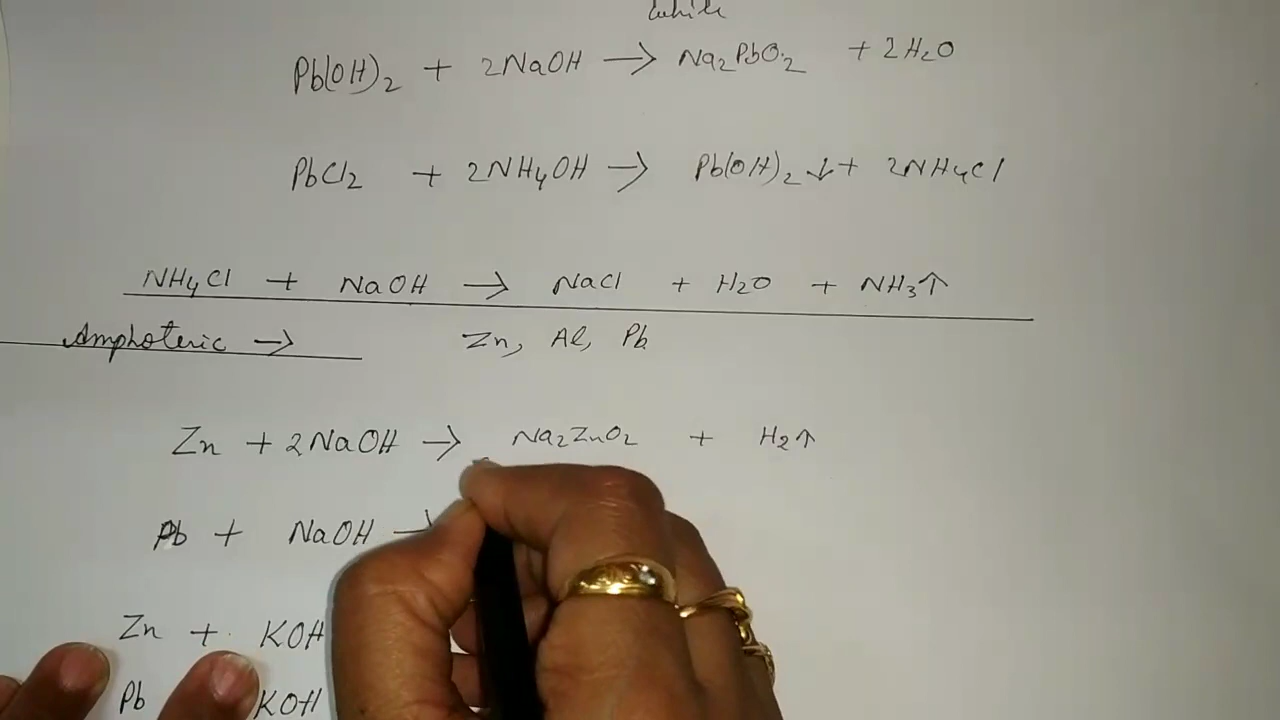 white
Pb(OH)₂ + 2NaOH → Na₂PbO₂ + 2H₂O
PbCl₂ + 2NH₄OH → Pb(OH)₂ ↓ + 2NH₄Cl
NH₄Cl + NaOH → NaCl + H₂O + NH₃↑
Amphoteric → Zn, Al, Pb
Zn + 2NaOH → Na₂ZnO₂ + H₂↑
Pb + NaOH →
Zn + KOH
Pb KOH